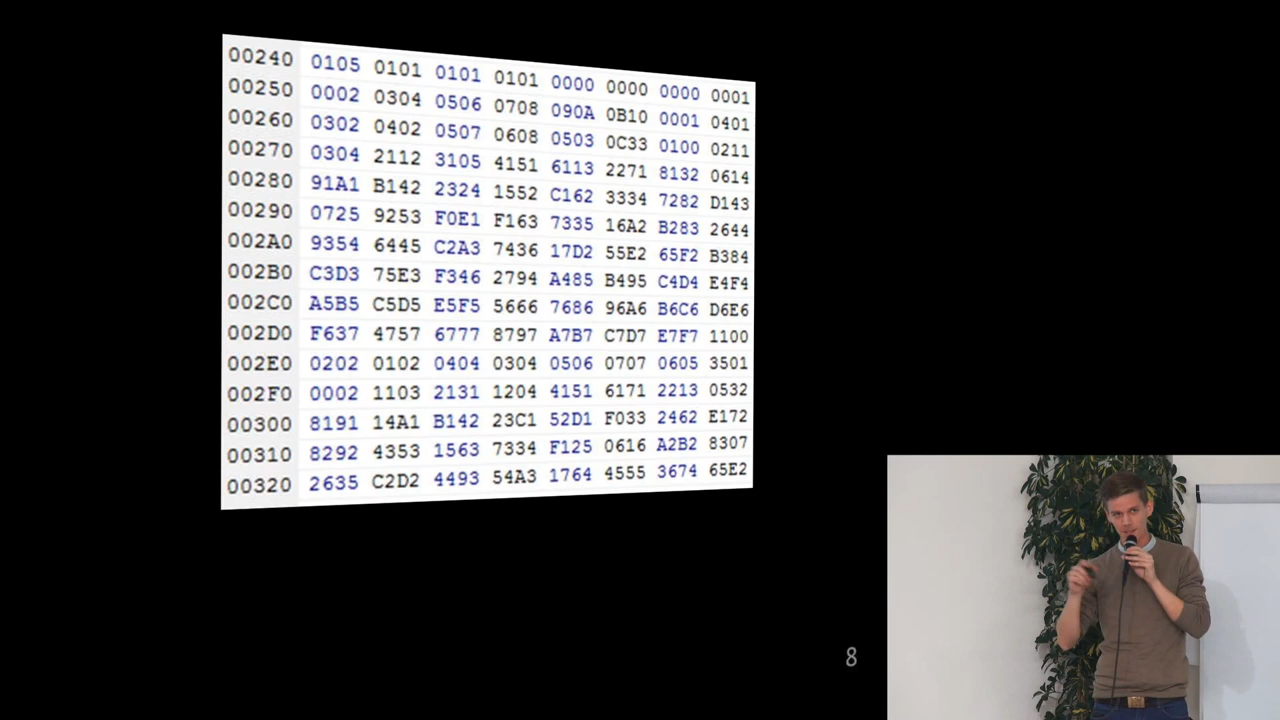 00240 0105 0101 0101 0101 0000 0000 0000 0001
00250 0002 0304 0506 0708 090A 0B10 0001 0401
00260 0302 0402 0507 0608 0503 0C33 0100 0211
00270 0304 2112 3105 4151 6113 2271 8132 0614
00280 91A1 B142 2324 1552 C162 3334 7282 D143
00290 0725 9253 F0E1 F163 7335 16A2 B283 2644
002A0 9354 6445 C2A3 7436 17D2 55E2 65F2 B384
002B0 C3D3 75E3 F346 2794 A485 B495 C4D4 E4F4
002C0 A5B5 C5D5 E5F5 5666 7686 96A6 B6C6 D6E6
002D0 F637 4757 6777 8797 A7B7 C7D7 E7F7 1100
002E0 0202 0102 0404 0304 0506 0707 0605 3501
002F0 0002 1103 2131 1204 4151 6171 2213 0532
00300 8191 14A1 B142 23C1 52D1 F033 2462 E172
00310 8292 4353 1563 7334 F125 0616 A2B2 8307
00320 2635 C2D2 4493 54A3 1764 4555 3674 65E2
8